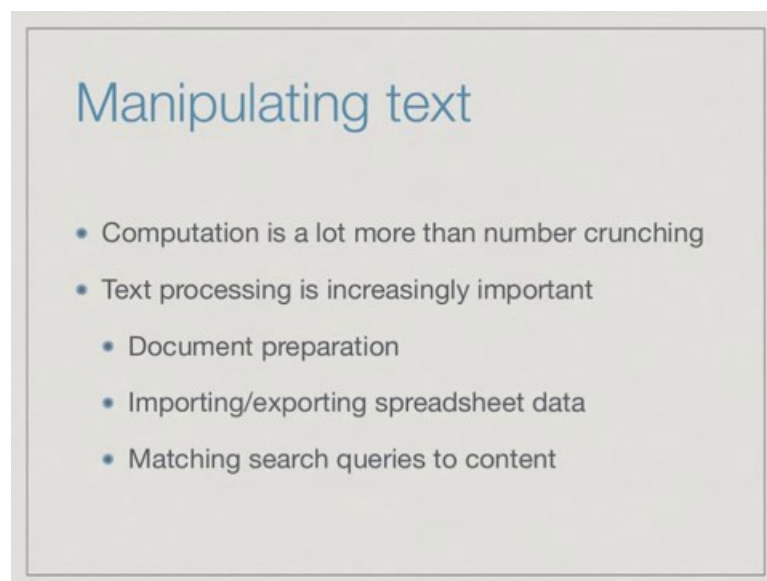 Manipulating text
Computation is a lot more than number crunching
Text processing is increasingly important
Document preparation
Importing/exporting spreadsheet data
Matching search queries to content